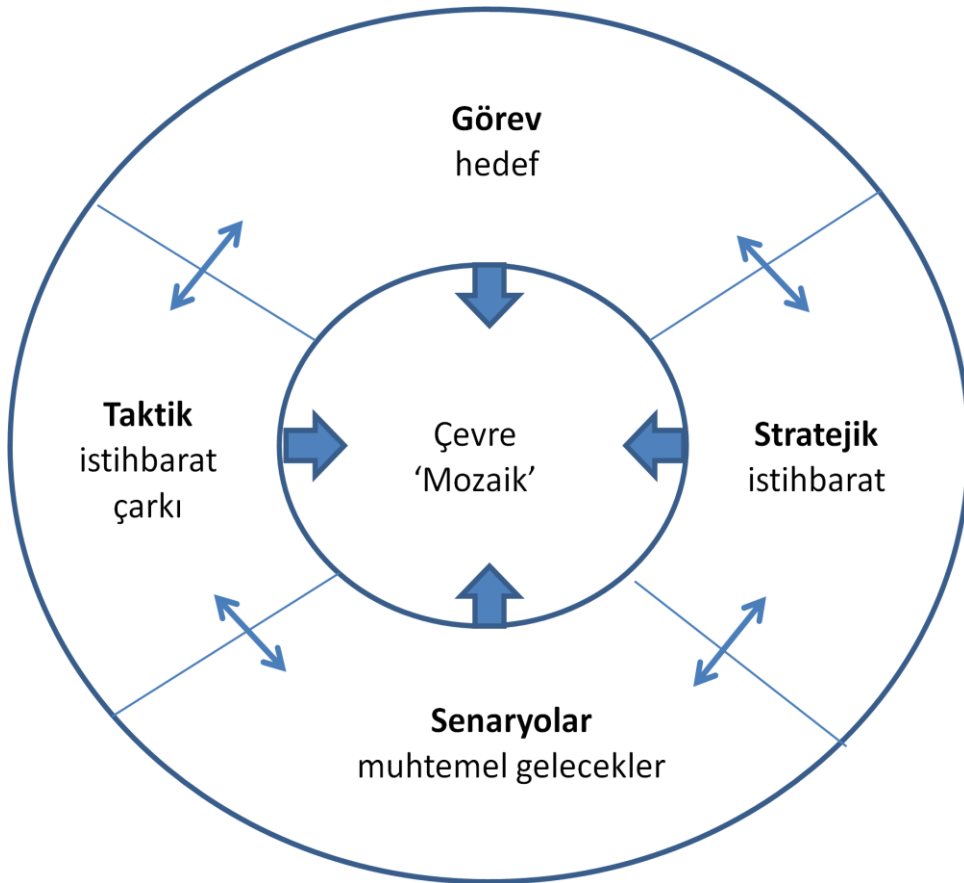 Görev
hedef
Taktik
istihbarat
çarkı
Çevre
‘Mozaik’
Stratejik
istihbarat
Senaryolar
muhtemel gelecekler